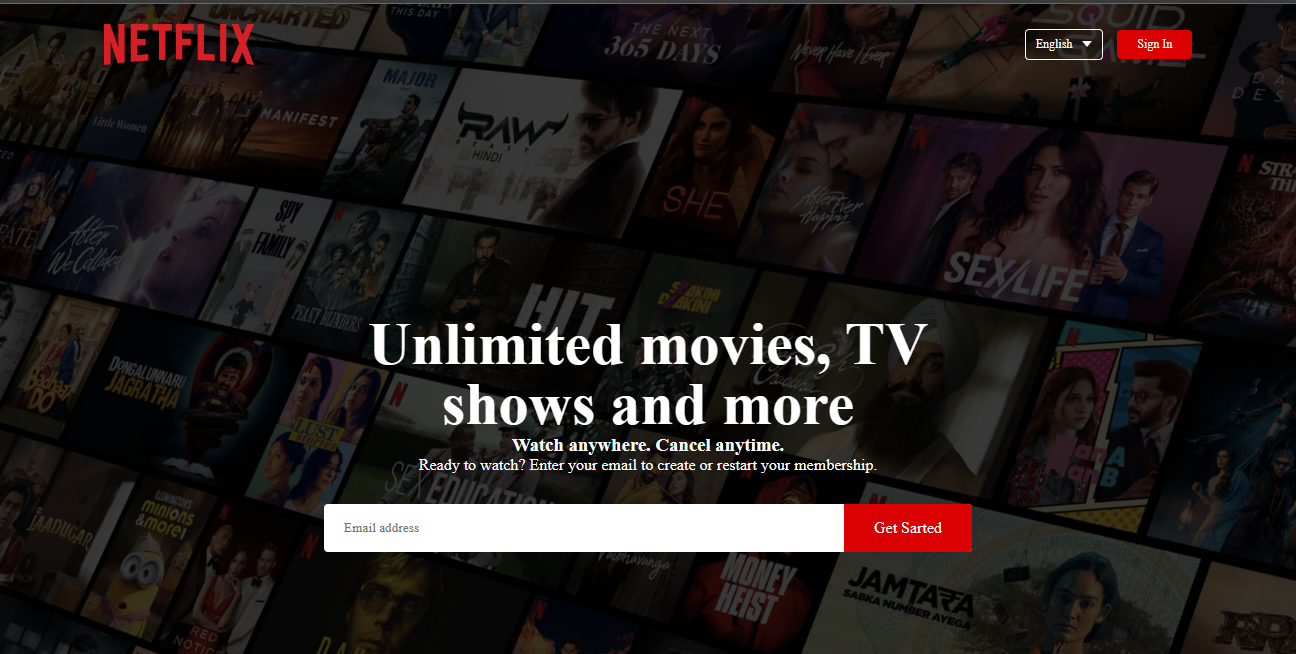 UNCHARTED
THIS DAY
THE NEXT
365 DAYS
Never Have I Ever
SQUID
GAME
NETFLIX
English
Sign In
Little Women
MANIFEST
MAJOR
RAW
BEAST
HINDI
SHE
After Ever Happy
SEX/LIFE
After
We Collided
SPY
×
FAMILY
PEAKY BLINDERS
HIT
Unlimited movies, TV
shows and more
Watch anywhere. Cancel anytime.
Ready to watch? Enter your email to create or restart your membership.
Email address
Get Sarted
Badhaai
DO
DONGALUNNARU
JAGRATHA
LUST
SEX EDUCATION
JAADUGAR
ILLUMINATION'S
minions
&more!
RED
NOTICE
MONEY
HEIST
JAMTARA
SABKA NUMBER AYEGA